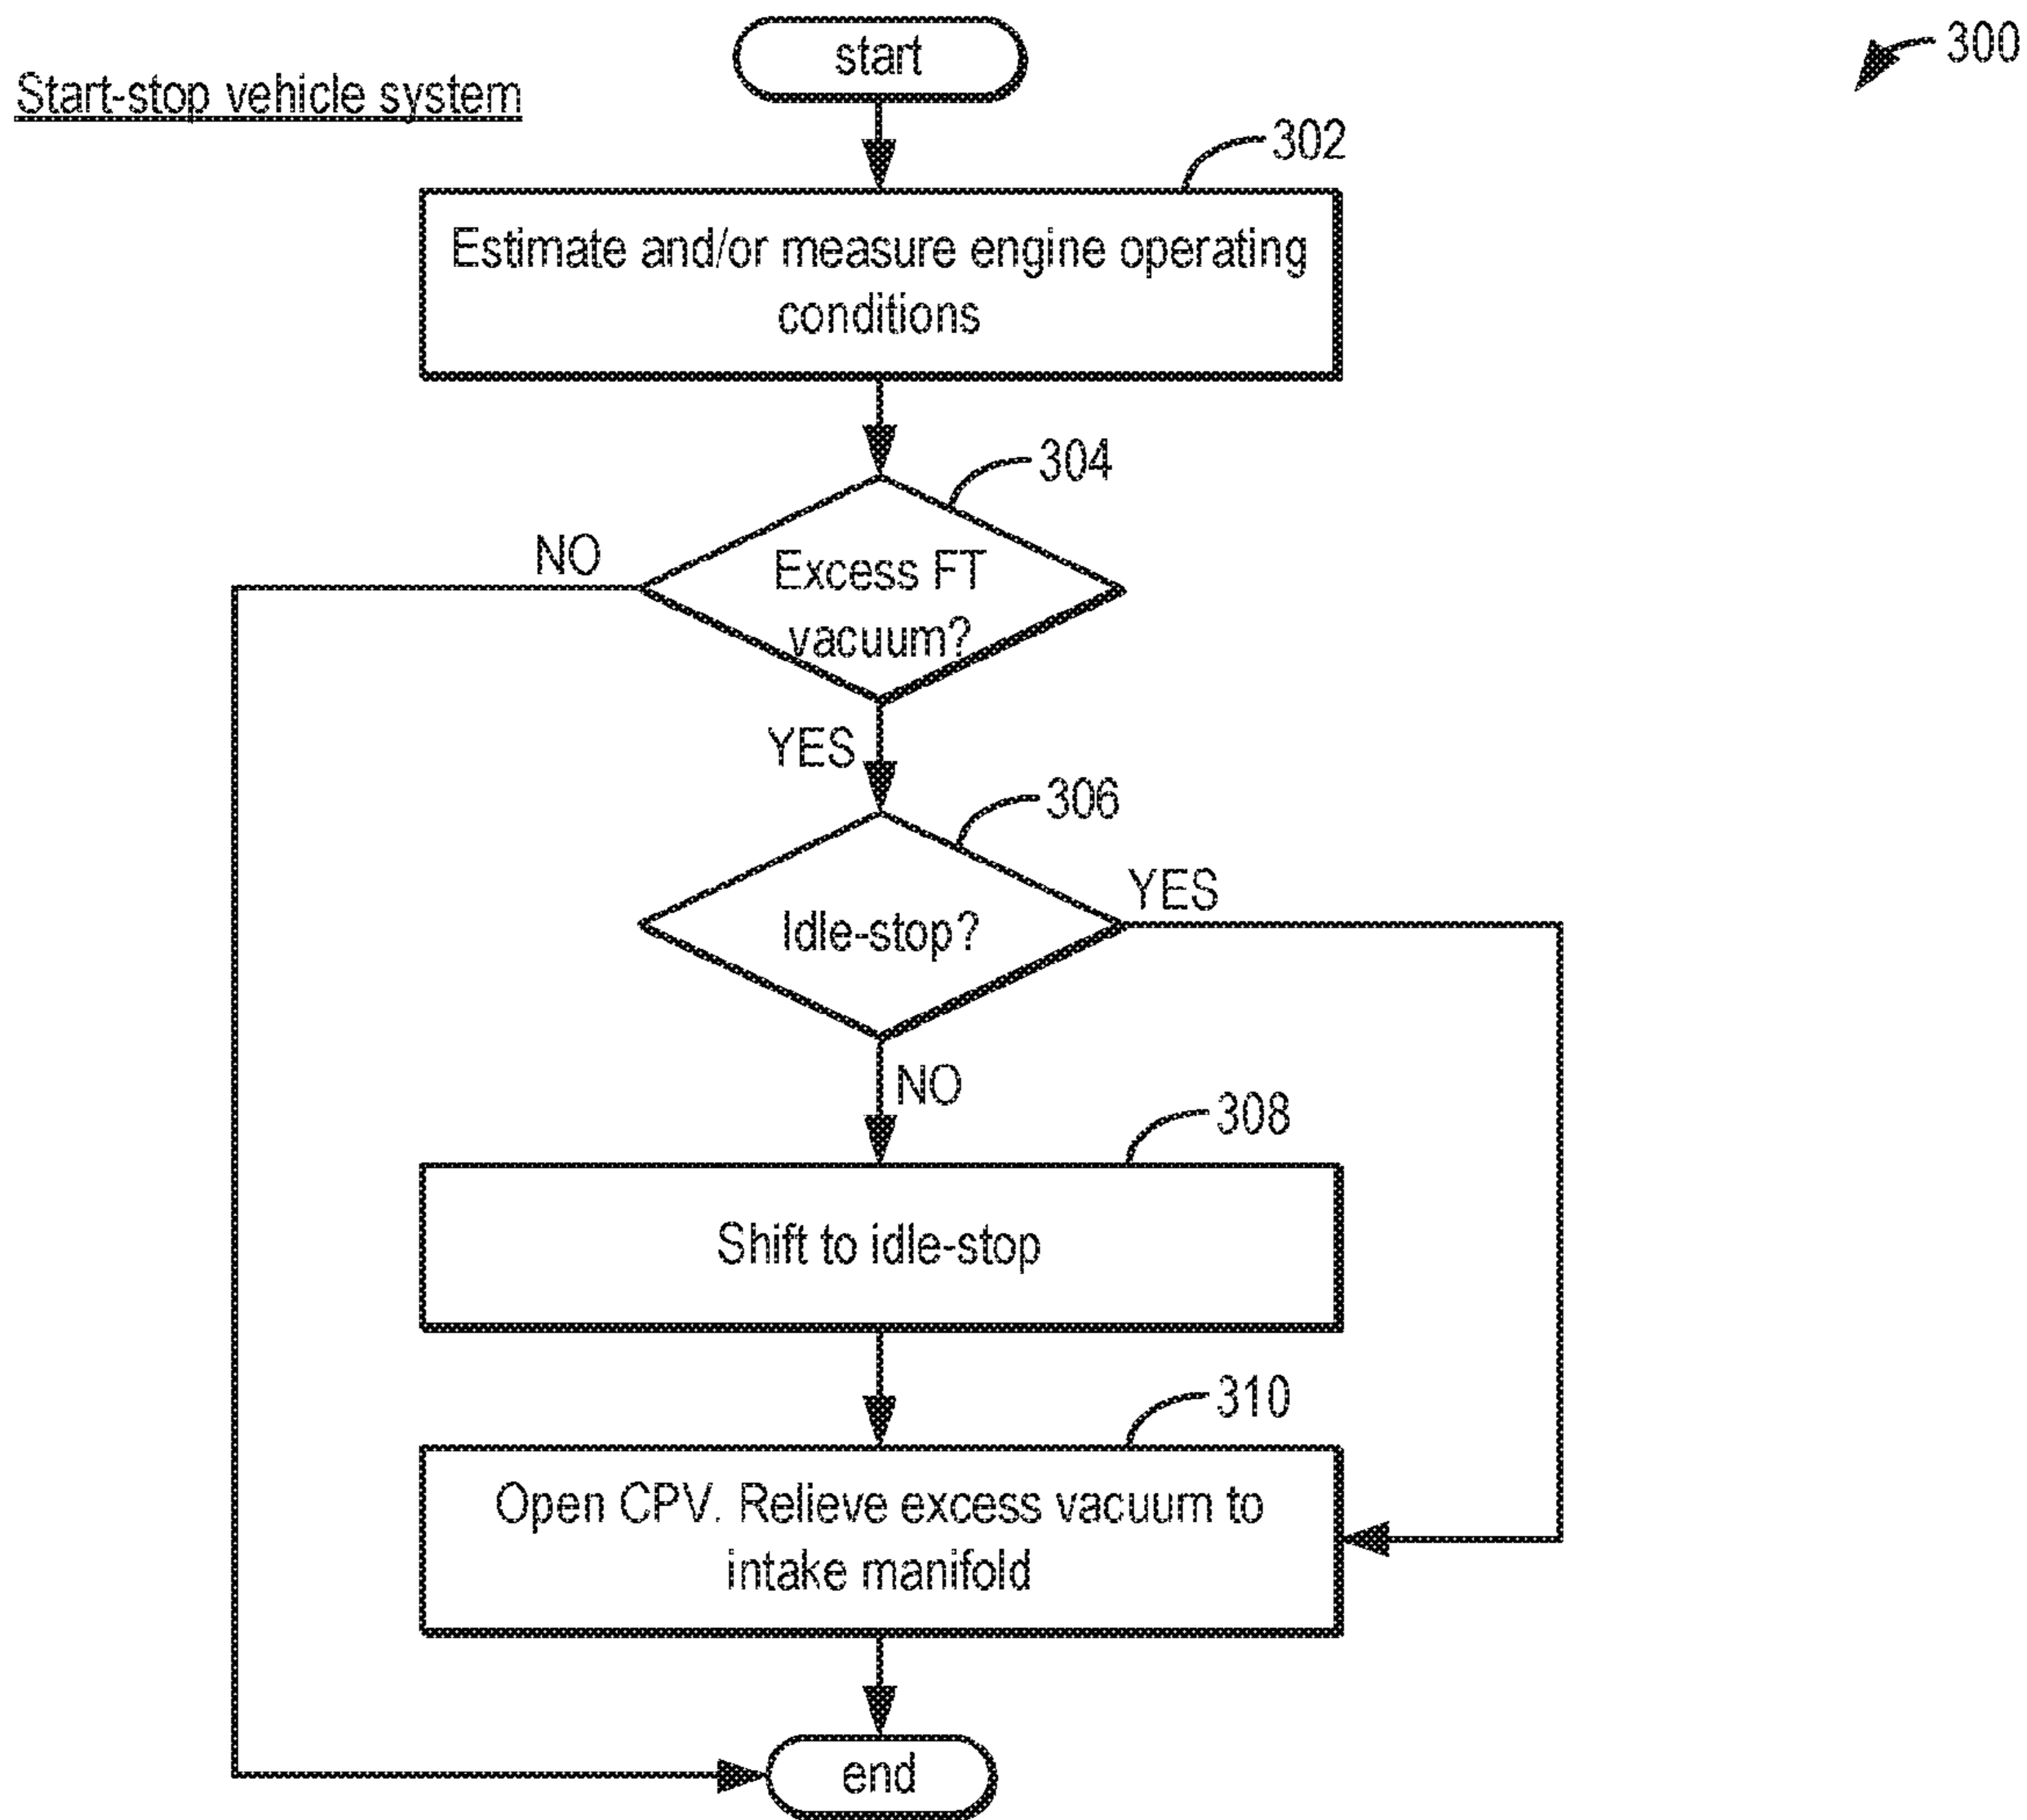 start
300
Start-stop vehicle system
302
Estimate and/or measure engine operating
conditions
304
NO
Excess FT
vacuum?
YES
306
YES
Idle-stop?
NO
308
Shift to idle-stop
310
Open CPV. Relieve excess vacuum to
intake manifold
end